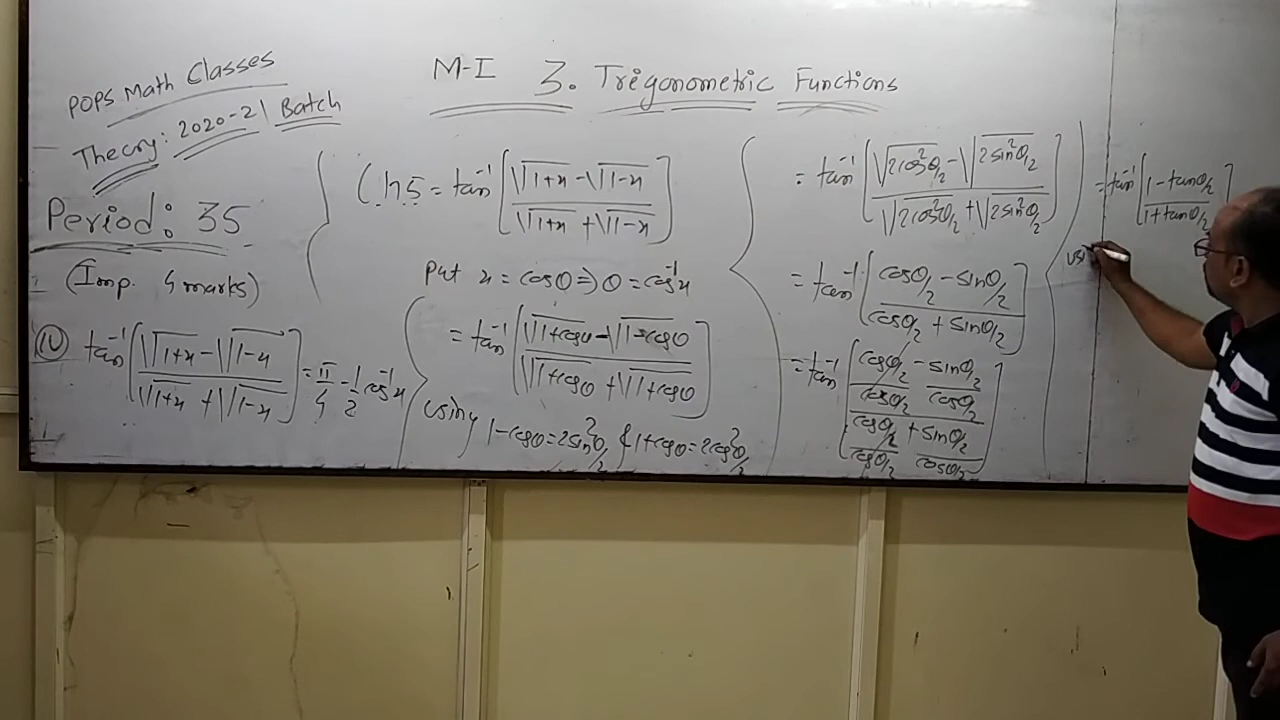 POPS Math Classes
Theory: 2020-21 Batch
Period: 35
(Imp. 4 marks)
(IV) tan⁻¹[(√(1+x) - √(1-x))/(√(1+x) + √(1-x))] = π/4 - 1/2 cos⁻¹x
M-I 3. Trigonometric Functions
L.H.S = tan⁻¹[(√(1+x) - √(1-x))/(√(1+x) + √(1-x))]
Put x = cosθ ⇒ θ = cos⁻¹x
= tan⁻¹[(√(1+cosθ) - √(1-cosθ))/(√(1+cosθ) + √(1+cosθ))]
using 1-cosθ = 2sin²θ/2 & 1+cosθ = 2cos²θ/2
= tan⁻¹[(√(2cos²θ/2) - √(2sin²θ/2))/(√(2cos²θ/2) + √(2sin²θ/2))]
= tan⁻¹[(cosθ/2 - sinθ/2)/(cosθ/2 + sinθ/2)]
= tan⁻¹[((cosθ/2)/(cosθ/2) - (sinθ/2)/(cosθ/2))/((cosθ/2)/(cosθ/2) + (sinθ/2)/(cosθ/2))]
= tan⁻¹[(1 - tanθ/2)/(1 + tanθ/2)]
usi